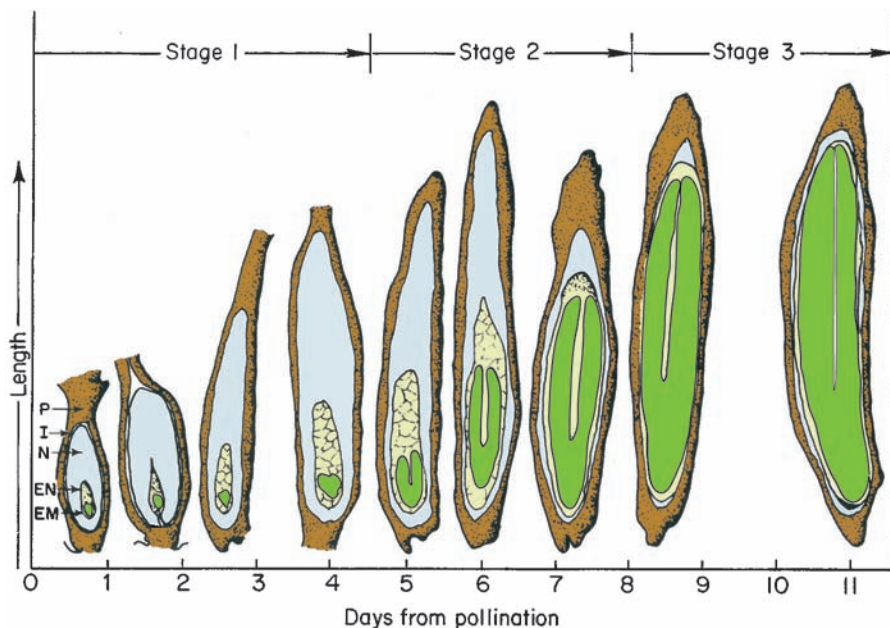 Stage 1
Stage 2
Stage 3
Length
P
I
N
EN
EM
0 1 2 3 4 5 6 7 8 9 10 11
Days from pollination